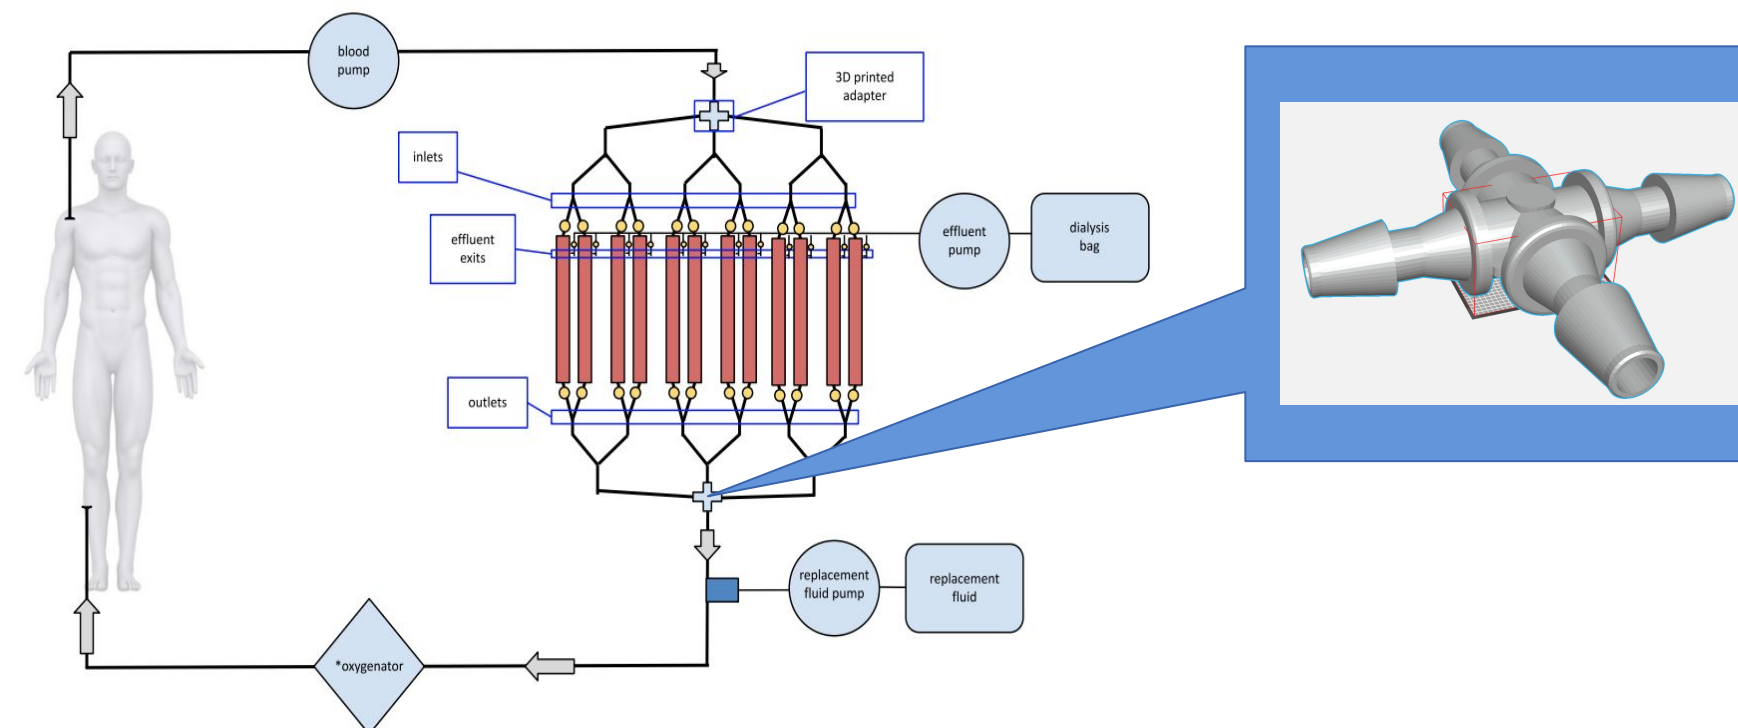 blood
pump
3D printed
adapter
inlets
effluent
exits
effluent
pump
dialysis
bag
outlets
replacement
fluid pump
replacement
fluid
*oxygenator